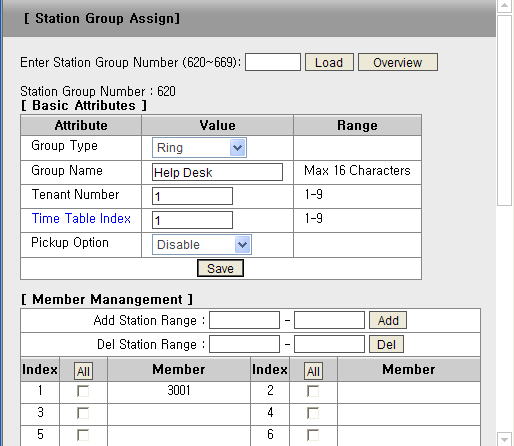 [ Station Group Assign]
Enter Station Group Number (620~669): Load Overview
Station Group Number : 620
[ Basic Attributes ]
Attribute Value Range
Group Type Ring
Group Name Help Desk Max 16 Characters
Tenant Number 1 1-9
Time Table Index 1 1-9
Pickup Option Disable
Save
[ Member Manangement ]
Add Station Range : - Add
Del Station Range : - Del
Index All Member Index All Member
1 3001 2
3 4
5 6